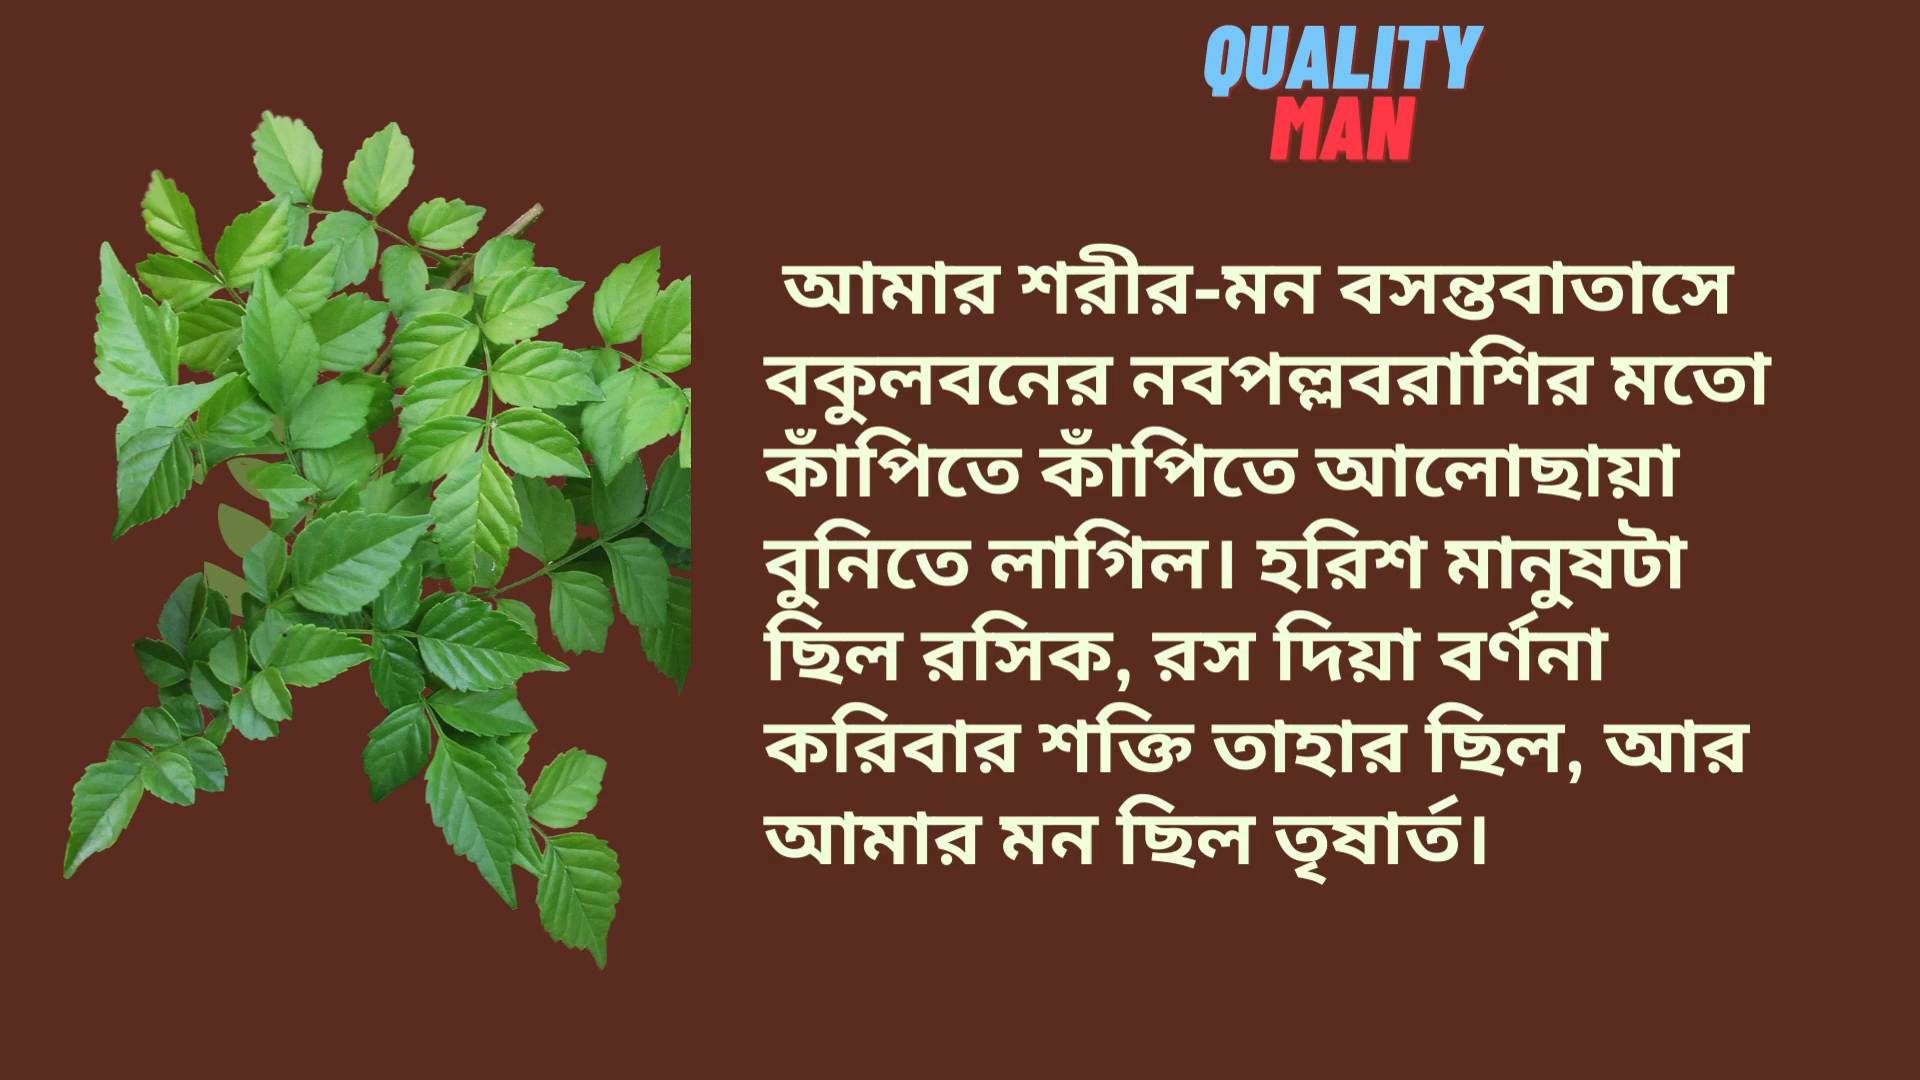 QUALITY
MAN
আমার শরীর-মন বসন্তবাতাসে
বকুলবনের নবপল্লবরাশির মতো
কাঁপিতে কাঁপিতে আলোছায়া
বুনিতে লাগিল। হরিশ মানুষটা
ছিল রসিক, রস দিয়া বর্ণনা
করিবার শক্তি তাহার ছিল, আর
আমার মন ছিল তৃষার্ত।